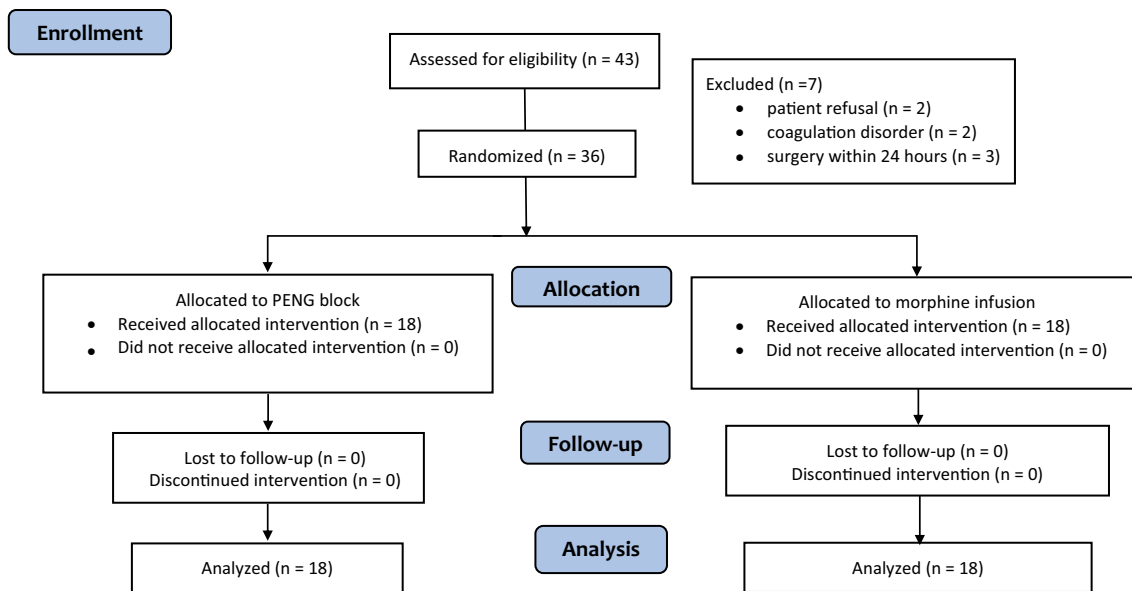 Enrollment
Assessed for eligibility (n = 43)
Excluded (n =7)
• patient refusal (n = 2)
• coagulation disorder (n = 2)
• surgery within 24 hours (n = 3)
Randomized (n = 36)
Allocation
Allocated to PENG block
• Received allocated intervention (n = 18)
• Did not receive allocated intervention (n = 0)
Allocated to morphine infusion
• Received allocated intervention (n = 18)
• Did not receive allocated intervention (n = 0)
Follow-up
Lost to follow-up (n = 0)
Discontinued intervention (n = 0)
Lost to follow-up (n = 0)
Discontinued intervention (n = 0)
Analysis
Analyzed (n = 18)
Analyzed (n = 18)